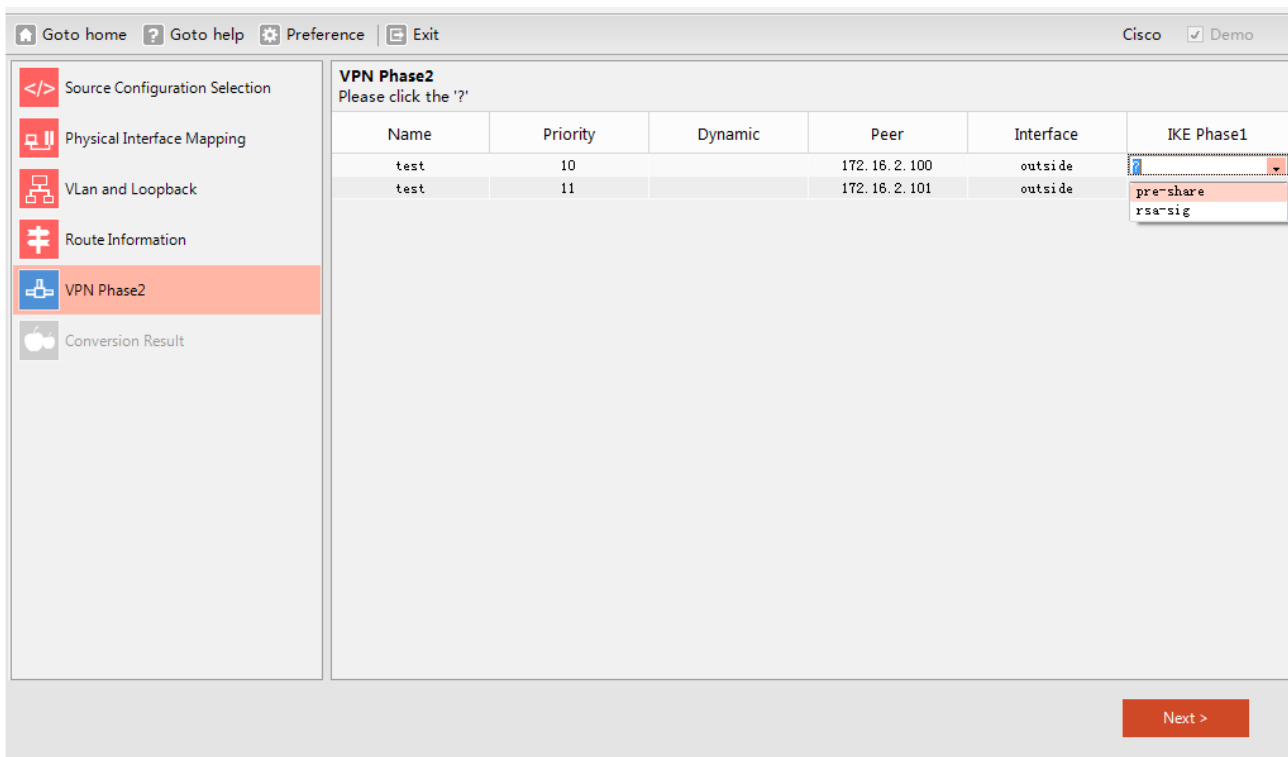 Goto home ? Goto help Preference Exit Cisco Demo
</> Source Configuration Selection
Physical Interface Mapping
VLan and Loopback
Route Information
VPN Phase2
Conversion Result
VPN Phase2
Please click the '?'
Name Priority Dynamic Peer Interface IKE Phase1
test 10 172.16.2.100 outside ?
test 11 172.16.2.101 outside
pre-share
rsa-sig
Next >